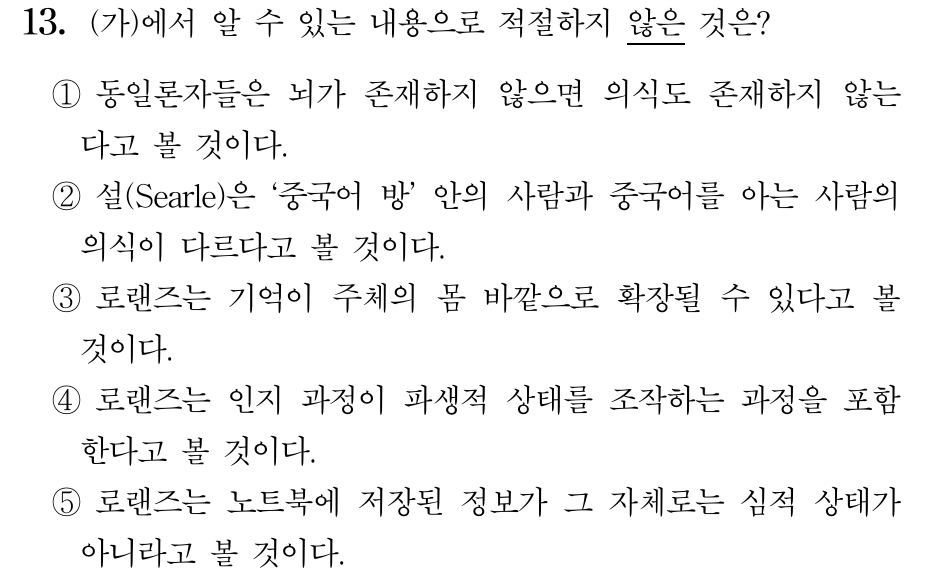 13. (가)에서 알 수 있는 내용으로 적절하지 않은 것은?
① 동일론자들은 뇌가 존재하지 않으면 의식도 존재하지 않는
다고 볼 것이다.
② 설(Searle)은 ‘중국어 방’ 안의 사람과 중국어를 아는 사람의
의식이 다르다고 볼 것이다.
③ 로랜즈는 기억이 주체의 몸 바깥으로 확장될 수 있다고 볼
것이다.
④ 로랜즈는 인지 과정이 파생적 상태를 조작하는 과정을 포함
한다고 볼 것이다.
⑤ 로랜즈는 노트북에 저장된 정보가 그 자체로는 심적 상태가
아니라고 볼 것이다.